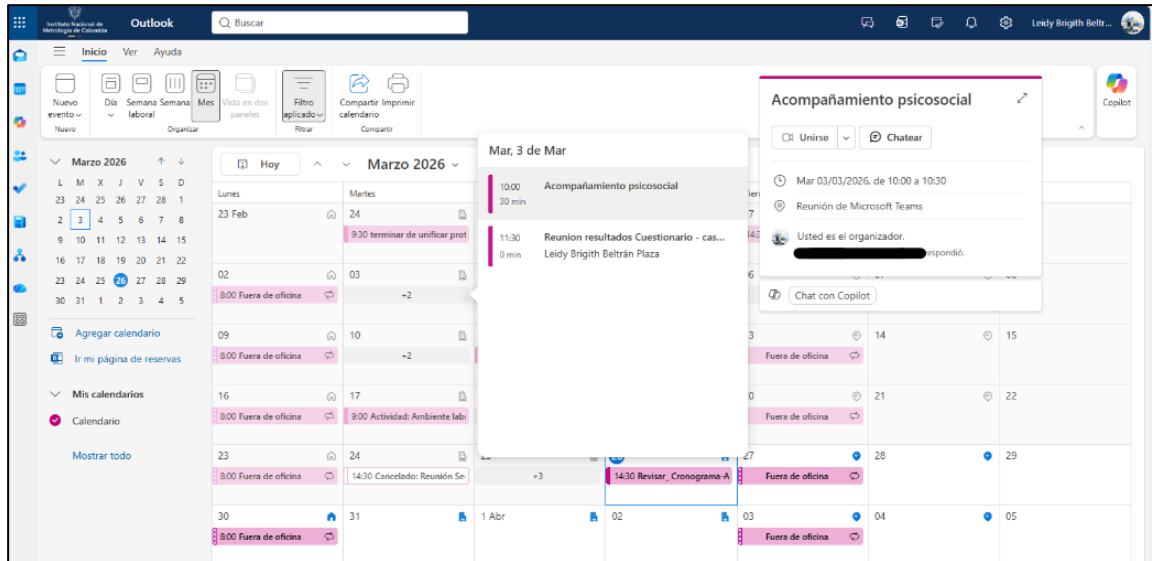 Instituto Nacional de
Metrología de Colombia
Outlook
Buscar
Leidy Brigith Beltr...
Inicio Ver Ayuda
Nuevo evento
Día
Semana laboral
Semana
Mes
Vista en dos paneles
Filtro aplicado
Compartir calendario
Imprimir
Copilot
Nuevo
Organizar
Filtrar
Compartir
Marzo 2026
L M X J V S D
23 24 25 26 27 28 1
2 3 4 5 6 7 8
9 10 11 12 13 14 15
16 17 18 19 20 21 22
23 24 25 26 27 28 29
30 31 1 2 3 4 5
Agregar calendario
Ir mi página de reservas
Mis calendarios
Calendario
Mostrar todo
Hoy
Marzo 2026
Lunes Martes
23 Feb 24
9:30 terminar de unificar prot
02 03
8:00 Fuera de oficina +2
09 10 14 15
8:00 Fuera de oficina +2 Fuera de oficina
16 17 21 22
8:00 Fuera de oficina 9:00 Actividad: Ambiente lab
Fuera de oficina
23 24 27 28 29
8:00 Fuera de oficina 14:30 Cancelado: Reunión Se
+3 14:30 Revisar_ Cronograma-A Fuera de oficina
30 31 1 Abr 02 03 04 05
8:00 Fuera de oficina Fuera de oficina
Mar, 3 de Mar
10:00 Acompañamiento psicosocial
30 min
11:30 Reunion resultados Cuestionario - cas...
0 min Leidy Brigith Beltrán Plaza
Acompañamiento psicosocial
Unirse Chatear
Mar 03/03/2026, de 10:00 a 10:30
Reunión de Microsoft Teams
Usted es el organizador.
espondió.
Chat con Copilot